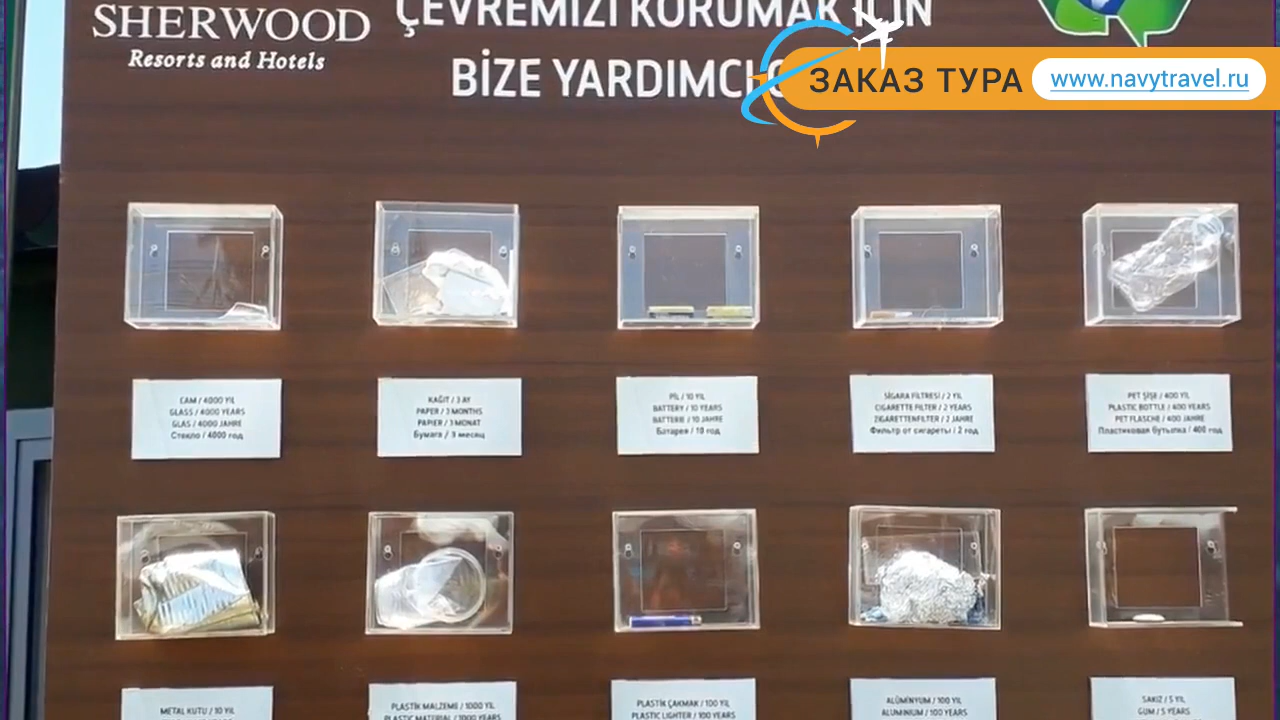 SHERWOOD
Resorts and Hotels
ÇEVREMİZİ KORUMAK İÇİN
BİZE YARDIMCI
ЗАКАЗ ТУРА
www.navytravel.ru
CAM / 4000 YIL
GLASS / 4000 YEARS
GLAS / 4000 JAHRE
Стекло / 4000 год
KAĞIT / 3 AY
PAPER / 3 MONTHS
PAPIER / 3 MONAT
Бумага / 3 месяц
PİL / 10 YIL
BATTERY / 10 YEARS
BATTERIE / 10 JAHRE
Батарея / 10 год
SİGARA FİLTRESİ / 2 YIL
CIGARETTE FILTER / 2 YEARS
ZIGARETTENFILTER / 2 JAHRE
Фильтр от сигареты / 2 год
PET ŞİŞE / 400 YIL
PLASTIC BOTTLE / 400 YEARS
PET FLASCHE / 400 JAHRE
Пластиковая бутылка / 400 год
METAL KUTU / 10 YIL
PLASTİK MALZEME / 1000 YIL
PLASTIC MATERIAL / 1000 YEARS
PLASTİK ÇAKMAK / 100 YIL
PLASTIC LIGHTER / 100 YEARS
ALÜMİNYUM / 100 YIL
ALUMINIUM / 100 YEARS
SAKIZ / 5 YIL
GUM / 5 YEARS